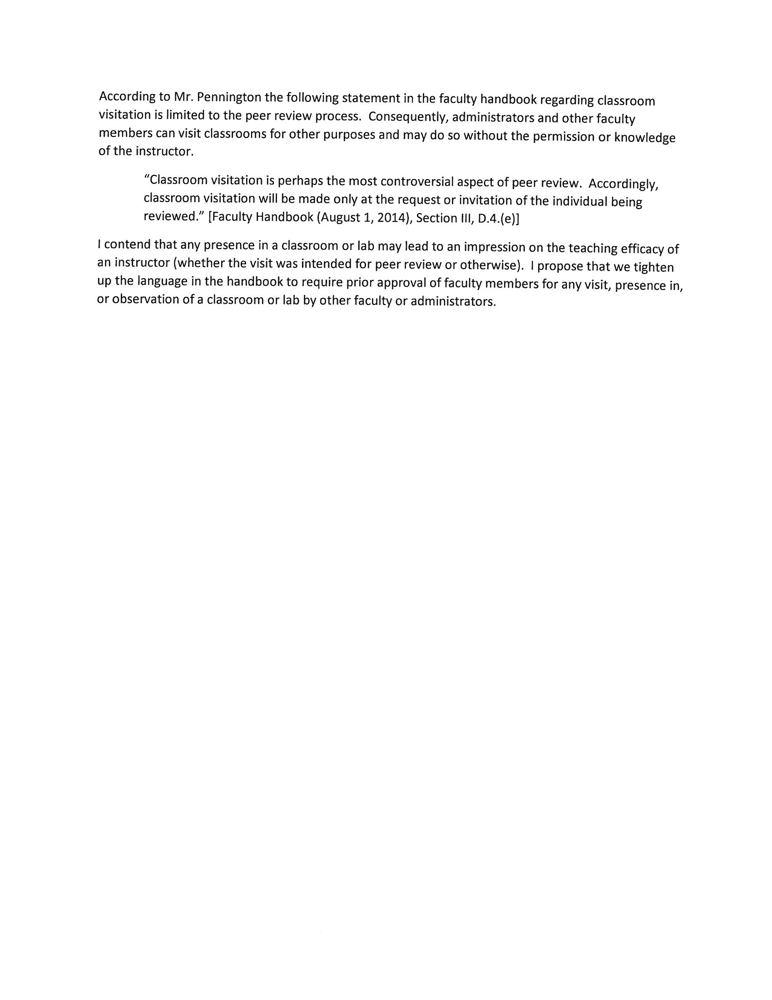 According to Mr. Pennington the following statement in the faculty handbook regarding classroom
visitation is limited to the peer review process.  Consequently, administrators and other faculty
members can visit classrooms for other purposes and may do so without the permission or knowledge
of the instructor.
“Classroom visitation is perhaps the most controversial aspect of peer review.  Accordingly,
classroom visitation will be made only at the request or invitation of the individual being
reviewed.” [Faculty Handbook (August 1, 2014), Section III, D.4.(e)]
I contend that any presence in a classroom or lab may lead to an impression on the teaching efficacy of
an instructor (whether the visit was intended for peer review or otherwise).  I propose that we tighten
up the language in the handbook to require prior approval of faculty members for any visit, presence in,
or observation of a classroom or lab by other faculty or administrators.